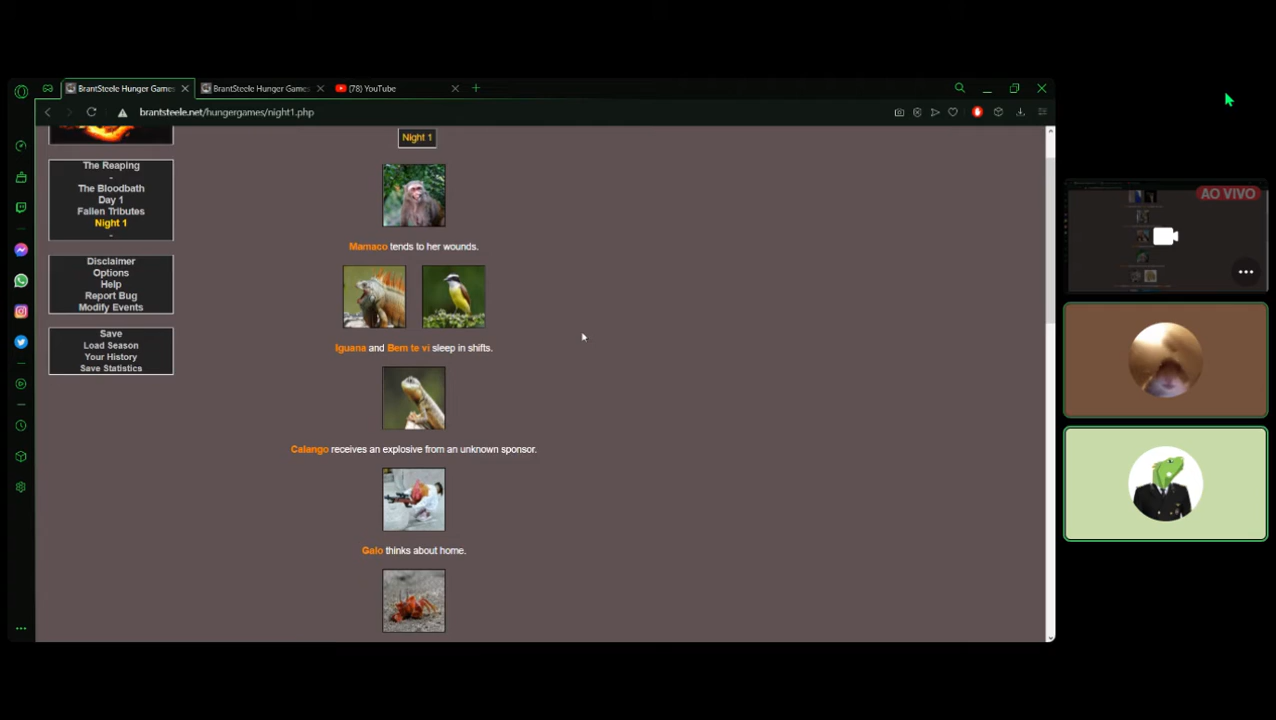 BrantSteele Hunger Games
BrantSteele Hunger Games
(78) YouTube
brantsteele.net/hungergames/night1.php
The Reaping
-
The Bloodbath
Day 1
Fallen Tributes
Night 1
-
Disclaimer
Options
Help
Report Bug
Modify Events
Save
Load Season
Your History
Save Statistics
Night 1
Mamaco tends to her wounds.
Iguana and Bem te vi sleep in shifts.
Calango receives an explosive from an unknown sponsor.
Galo thinks about home.
AO VIVO